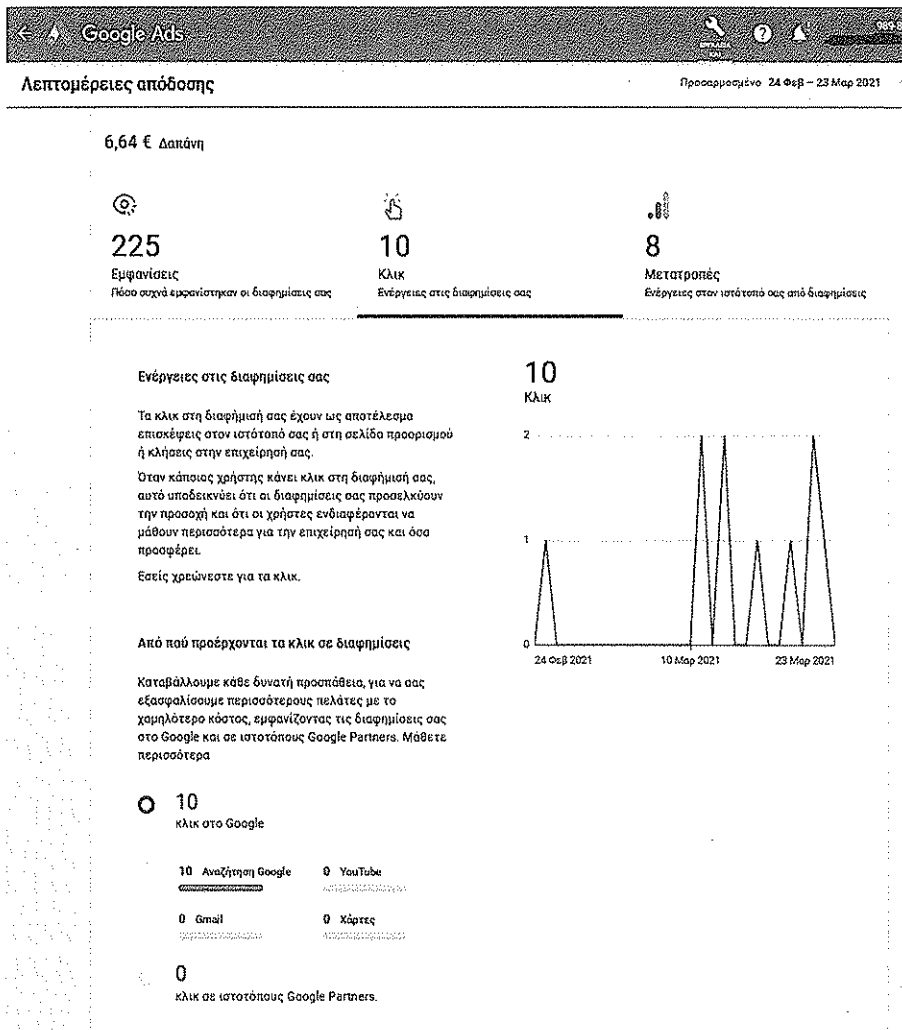 Google Ads
ΕΡΓΑΛΕΙΑ
ΚΑΙ
Λεπτομέρειες απόδοσης
Προσαρμοσμένο 24 Φεβ – 23 Μαρ 2021
6,64 € Δαπάνη
225
Εμφανίσεις
Πόσο συχνά εμφανίστηκαν οι διαφημίσεις σας
10
Κλικ
Ενέργειες στις διαφημίσεις σας
8
Μετατροπές
Ενέργειες στον ιστότοπό σας από διαφημίσεις
Ενέργειες στις διαφημίσεις σας
Τα κλικ στη διαφήμισή σας έχουν ως αποτέλεσμα
επισκέψεις στον ιστότοπό σας ή στη σελίδα προορισμού
ή κλήσεις στην επιχείρησή σας.
Όταν κάποιος χρήστης κάνει κλικ στη διαφήμισή σας,
αυτό υποδεικνύει ότι οι διαφημίσεις σας προσελκύουν
την προσοχή και ότι οι χρήστες ενδιαφέρονται να
μάθουν περισσότερα για την επιχείρησή σας και όσα
προσφέρει.
Εσείς χρεώνεστε για τα κλικ.
10
Κλικ
2
1
0
24 Φεβ 2021
10 Μαρ 2021
23 Μαρ 2021
Από πού προέρχονται τα κλικ σε διαφημίσεις
Καταβάλλουμε κάθε δυνατή προσπάθεια, για να σας
εξασφαλίσουμε περισσότερους πελάτες με το
χαμηλότερο κόστος, εμφανίζοντας τις διαφημίσεις σας
στο Google και σε ιστοτόπους Google Partners. Μάθετε
περισσότερα
10
κλικ στο Google
10 Αναζήτηση Google
0 YouTube
0 Gmail
0 Χάρτες
0
κλικ σε ιστοτόπους Google Partners.